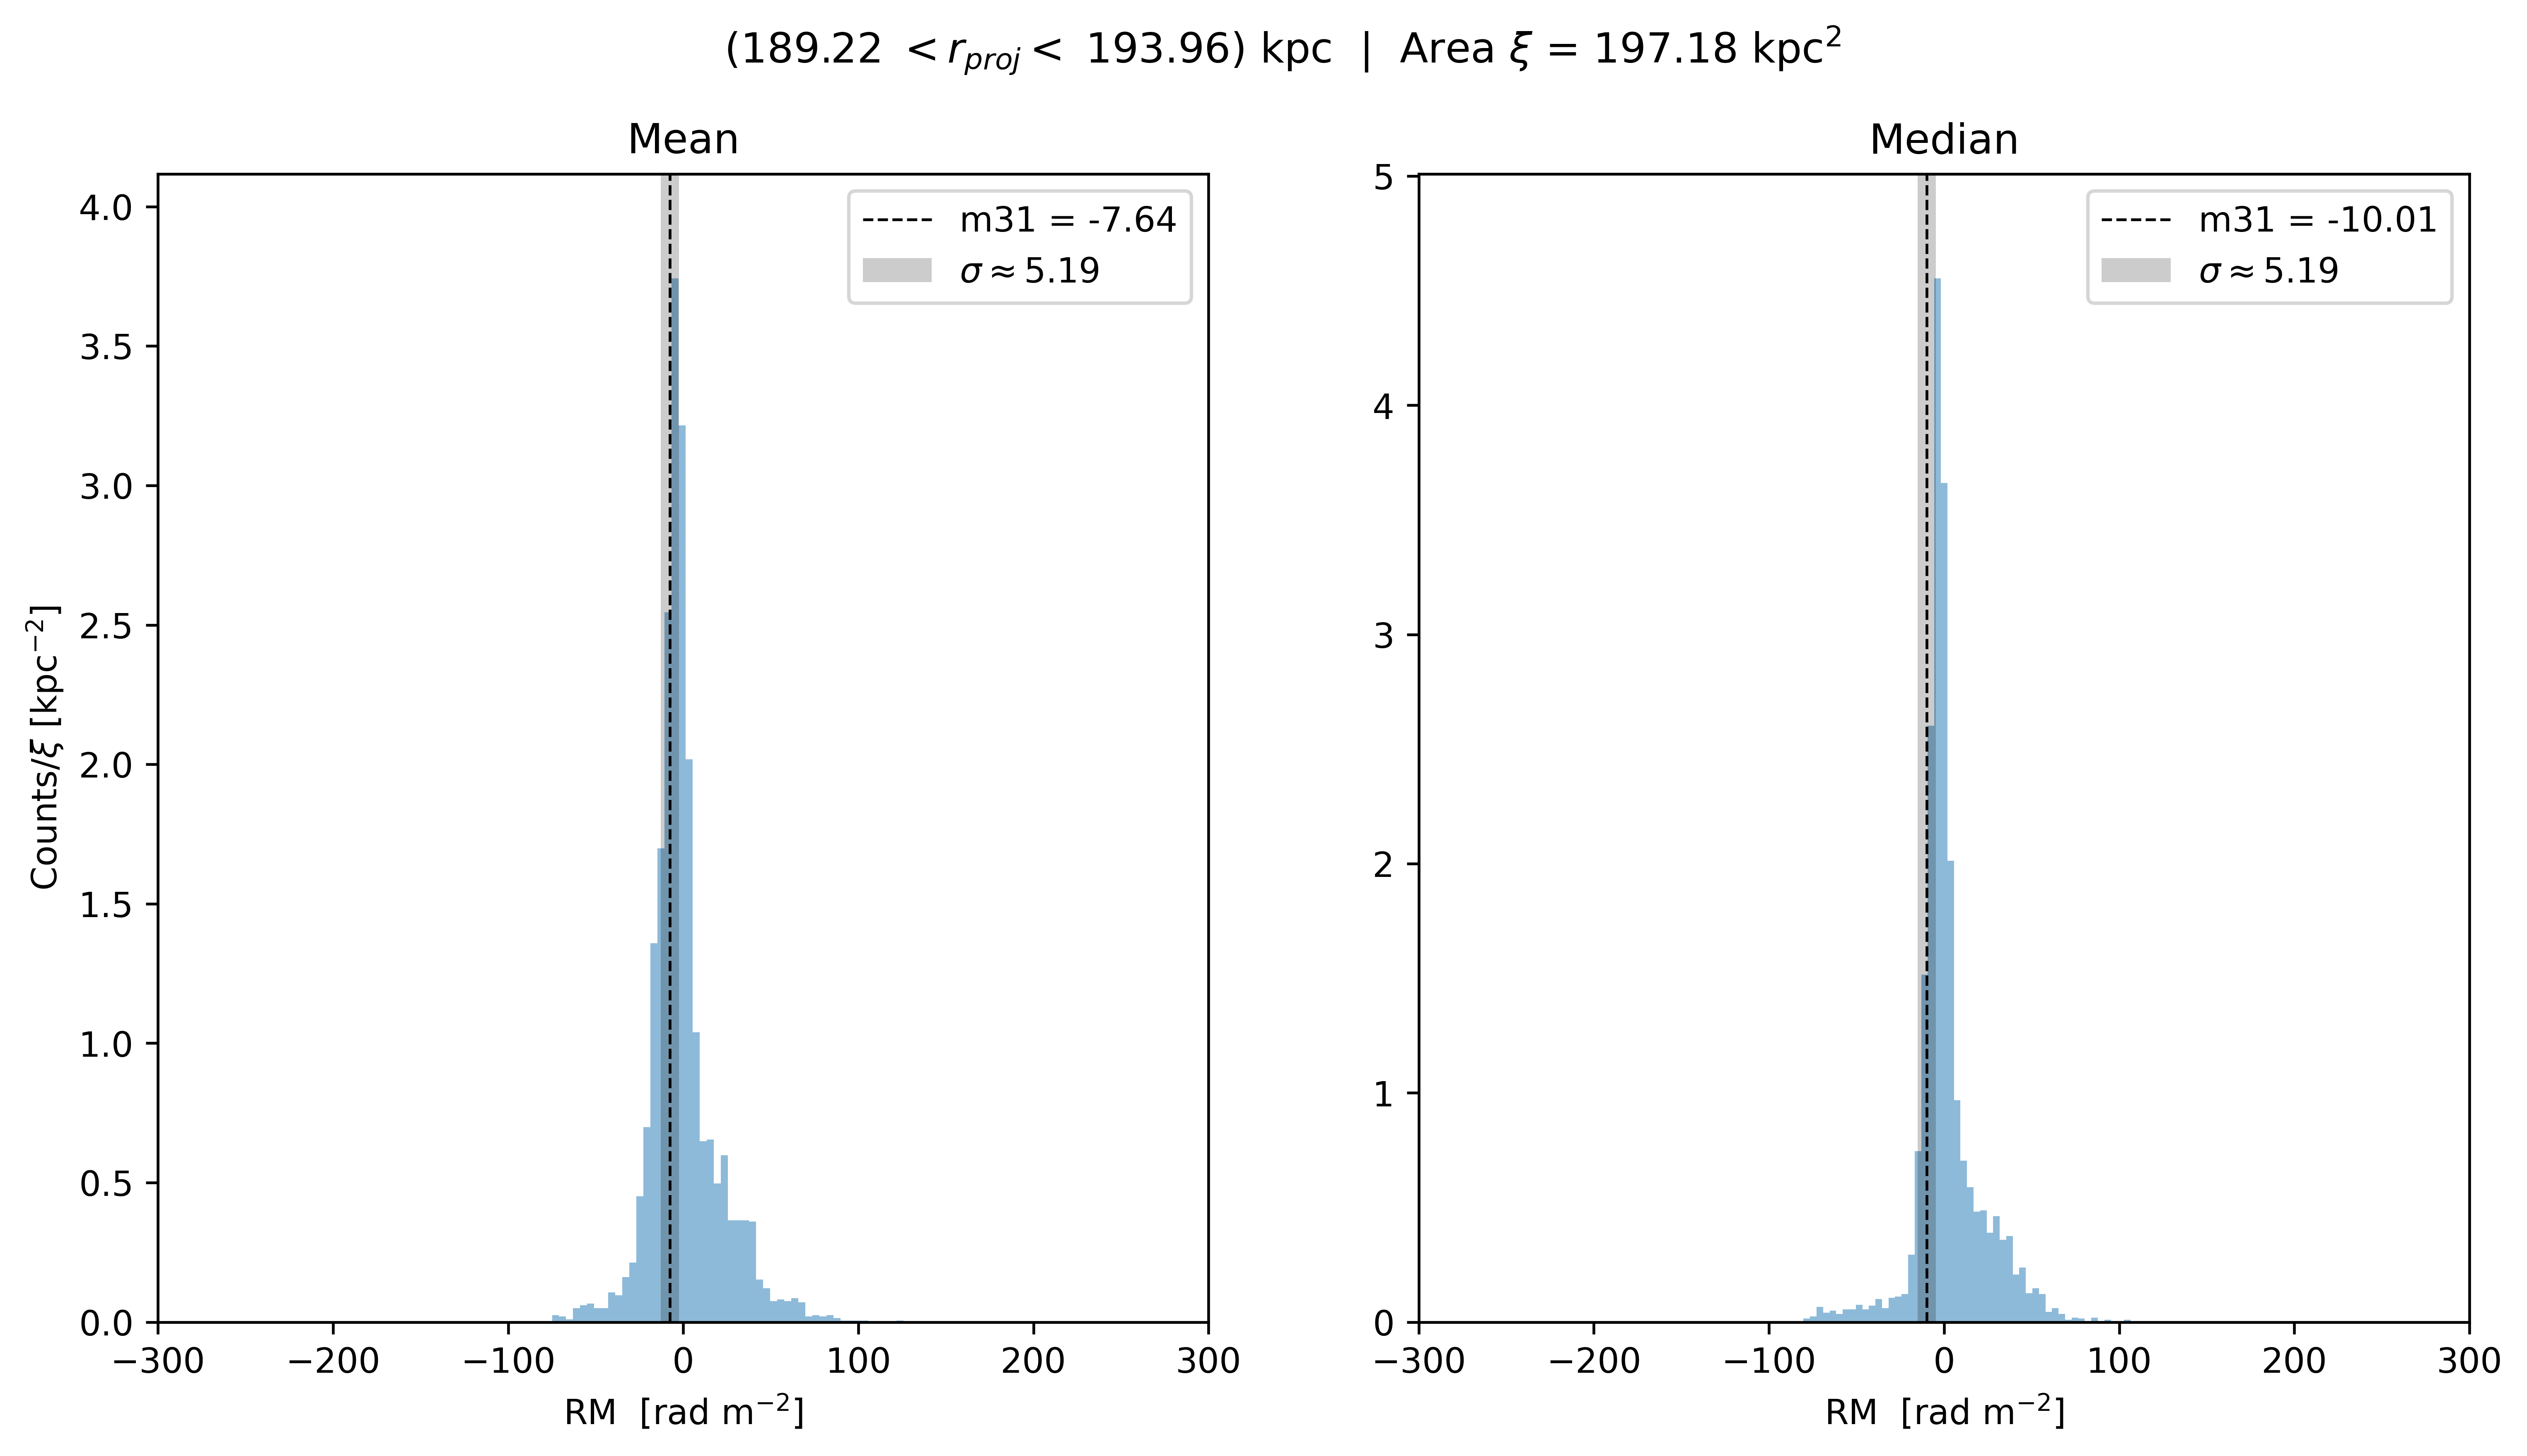 (189.22 < r_proj < 193.96) kpc | Area ξ = 197.18 kpc²
Mean
m31 = -7.64
σ ≈ 5.19
4.0
3.5
3.0
2.5
2.0
1.5
1.0
0.5
0.0
Counts/ξ [kpc⁻²]
−300 −200 −100 0 100 200 300
RM [rad m⁻²]
Median
m31 = -10.01
σ ≈ 5.19
5
4
3
2
1
0
−300 −200 −100 0 100 200 300
RM [rad m⁻²]